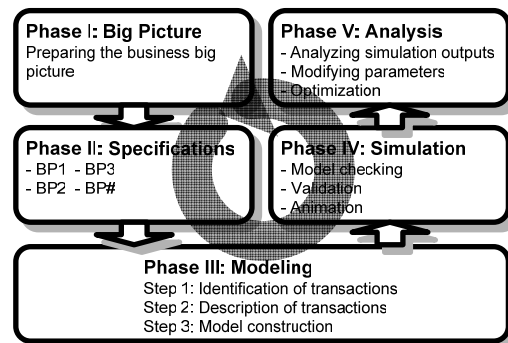 Phase I: Big Picture
Preparing the business big
picture
Phase II: Specifications
- BP1 - BP3
- BP2 - BP#
Phase III: Modeling
Step 1: Identification of transactions
Step 2: Description of transactions
Step 3: Model construction
Phase IV: Simulation
- Model checking
- Validation
- Animation
Phase V: Analysis
- Analyzing simulation outputs
- Modifying parameters
- Optimization